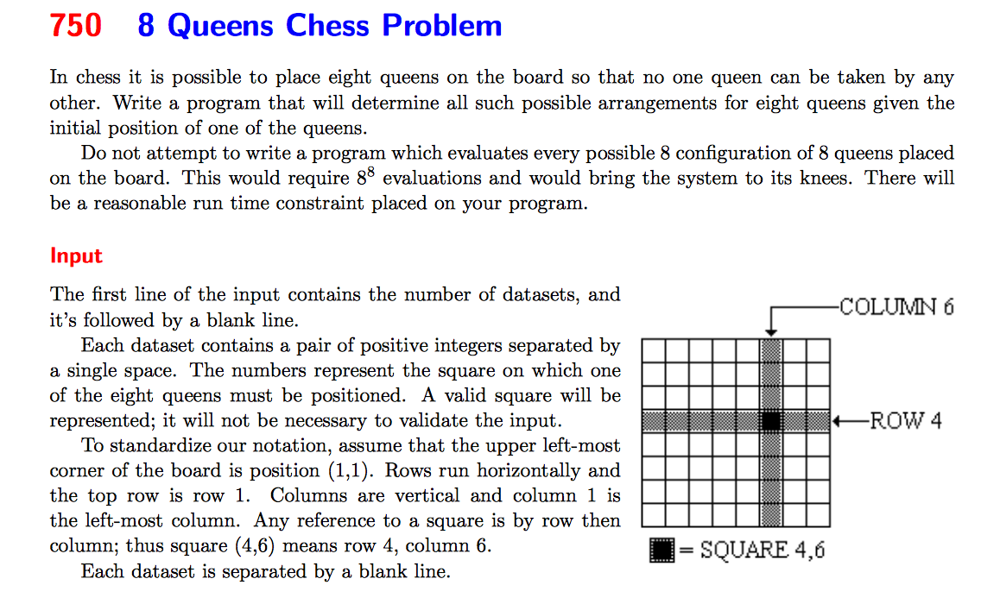 750 8 Queens Chess Problem
In chess it is possible to place eight queens on the board so that no one queen can be taken by any
other. Write a program that will determine all such possible arrangements for eight queens given the
initial position of one of the queens.
Do not attempt to write a program which evaluates every possible 8 configuration of 8 queens placed
on the board. This would require 8⁸ evaluations and would bring the system to its knees. There will
be a reasonable run time constraint placed on your program.
Input
The first line of the input contains the number of datasets, and
it's followed by a blank line.
Each dataset contains a pair of positive integers separated by
a single space. The numbers represent the square on which one
of the eight queens must be positioned. A valid square will be
represented; it will not be necessary to validate the input.
To standardize our notation, assume that the upper left-most
corner of the board is position (1,1). Rows run horizontally and
the top row is row 1. Columns are vertical and column 1 is
the left-most column. Any reference to a square is by row then
column; thus square (4,6) means row 4, column 6.
Each dataset is separated by a blank line.
COLUMN 6
ROW 4
= SQUARE 4,6